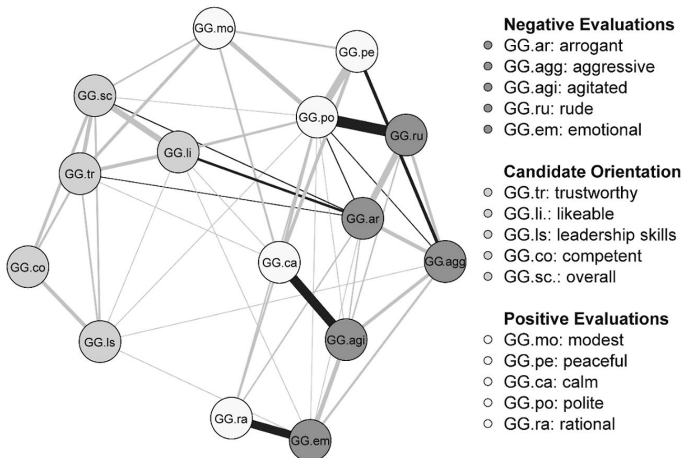 GG.mo
GG.pe
GG.sc
GG.po
GG.ru
GG.li
GG.tr
GG.ar
GG.co
GG.ca
GG.agg
GG.ls
GG.agi
GG.ra
GG.em
Negative Evaluations
GG.ar: arrogant
GG.agg: aggressive
GG.agi: agitated
GG.ru: rude
GG.em: emotional
Candidate Orientation
GG.tr: trustworthy
GG.li.: likeable
GG.ls: leadership skills
GG.co: competent
GG.sc.: overall
Positive Evaluations
GG.mo: modest
GG.pe: peaceful
GG.ca: calm
GG.po: polite
GG.ra: rational